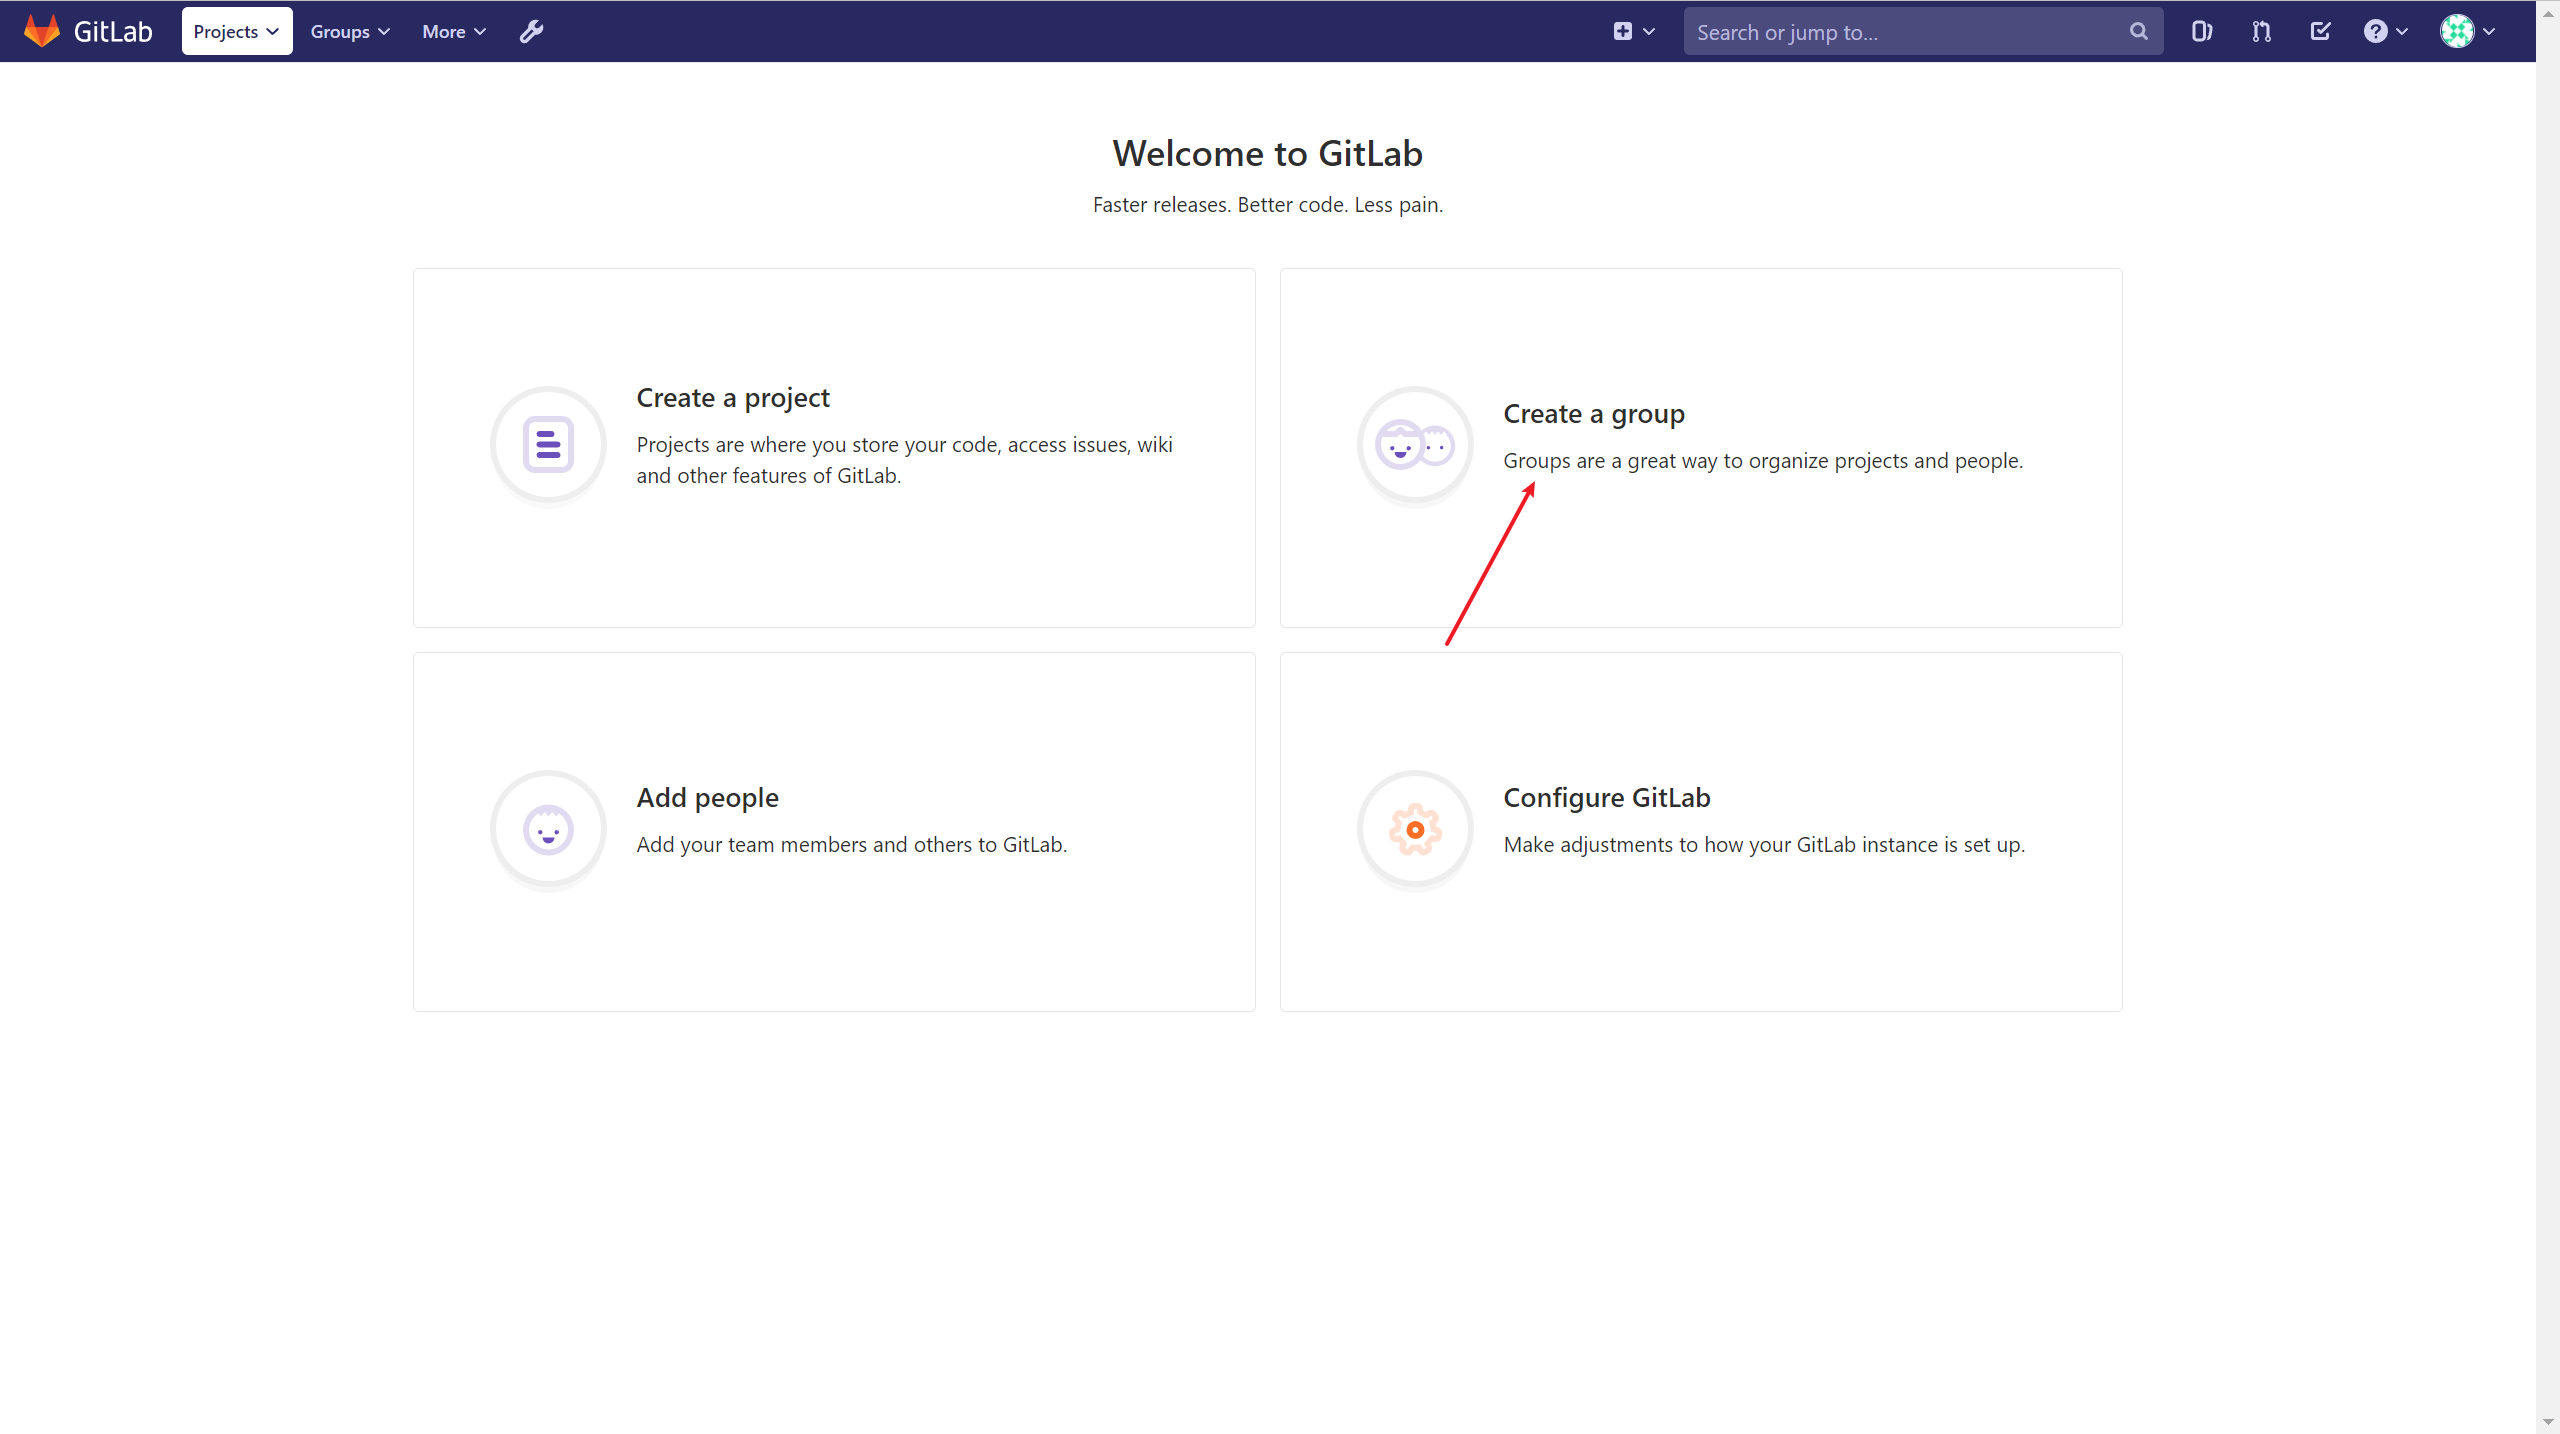 GitLab Projects Groups More Search or jump to...
Welcome to GitLab
Faster releases. Better code. Less pain.
Create a project
Projects are where you store your code, access issues, wiki
and other features of GitLab.
Create a group
Groups are a great way to organize projects and people.
Add people
Add your team members and others to GitLab.
Configure GitLab
Make adjustments to how your GitLab instance is set up.